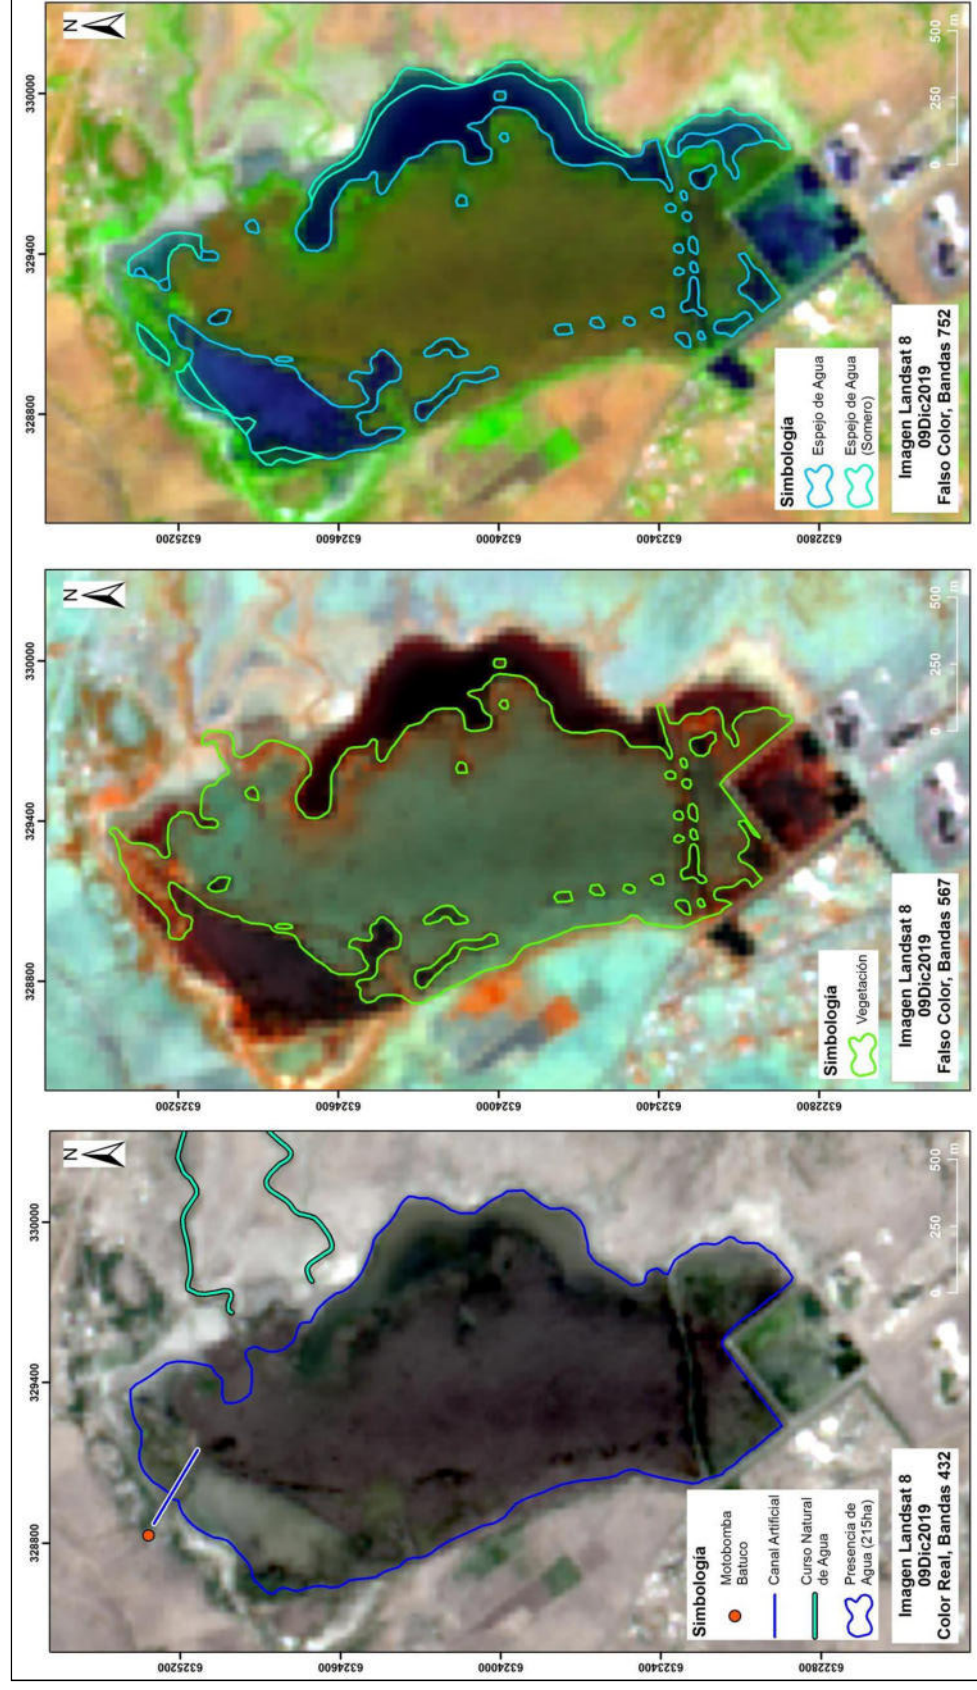 N
328800
329400
330000
6325200
6324600
6324000
6323400
6322800
Simbología
Motobomba
Batuco
Canal Artificial
Curso Natural
de Agua
Presencia de
Agua (215ha)
Imagen Landsat 8
09Dic2019
Color Real, Bandas 432
0
250
500
m
N
328800
329400
330000
6325200
6324600
6324000
6323400
6322800
Simbología
Vegetación
Imagen Landsat 8
09Dic2019
Falso Color, Bandas 567
0
250
500
m
N
328800
329400
330000
6325200
6324600
6324000
6323400
6322800
Simbología
Espejo de Agua
Espejo de Agua
(Somero)
Imagen Landsat 8
09Dic2019
Falso Color, Bandas 752
0
250
500
m